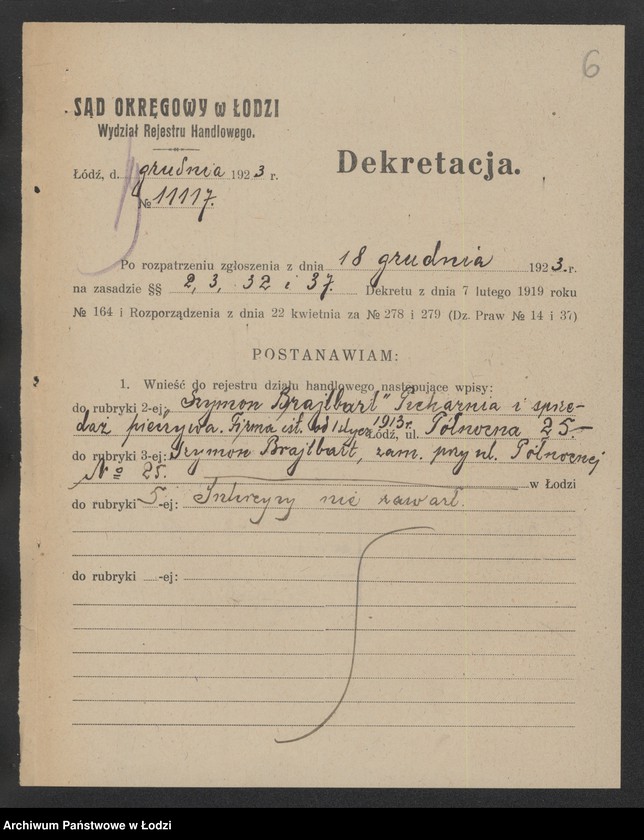 6
SĄD OKRĘGOWY w ŁODZI
Wydział Rejestru Handlowego.
Dekretacja.
Łódź, d. grudnia 1923 r.
№ 11117.
Po rozpatrzeniu zgłoszenia z dnia 18 grudnia 1923.r.
na zasadzie §§ 2, 3, 32 i 37. Dekretu z dnia 7 lutego 1919 roku
№ 164 i Rozporządzenia z dnia 22 kwietnia za № 278 i 279 (Dz. Praw № 14 i 37)
POSTANAWIAM:
1. Wnieść do rejestru działu handlowego następujące wpisy:
do rubryki 2-ej: „Szymon Brajtbart" Piekarnia i sprze-
daż pieczywa. Firma ist. od 1 stycz. 1913 r. Łódź, ul. Północna 25.-
do rubryki 3-ej: Szymon Brajtbart, zam. przy ul. Północnej
№ 25. w Łodzi
do rubryki 5-ej: Intercyzy nie zawarł.
do rubryki -ej:
Archiwum Państwowe w Łodzi